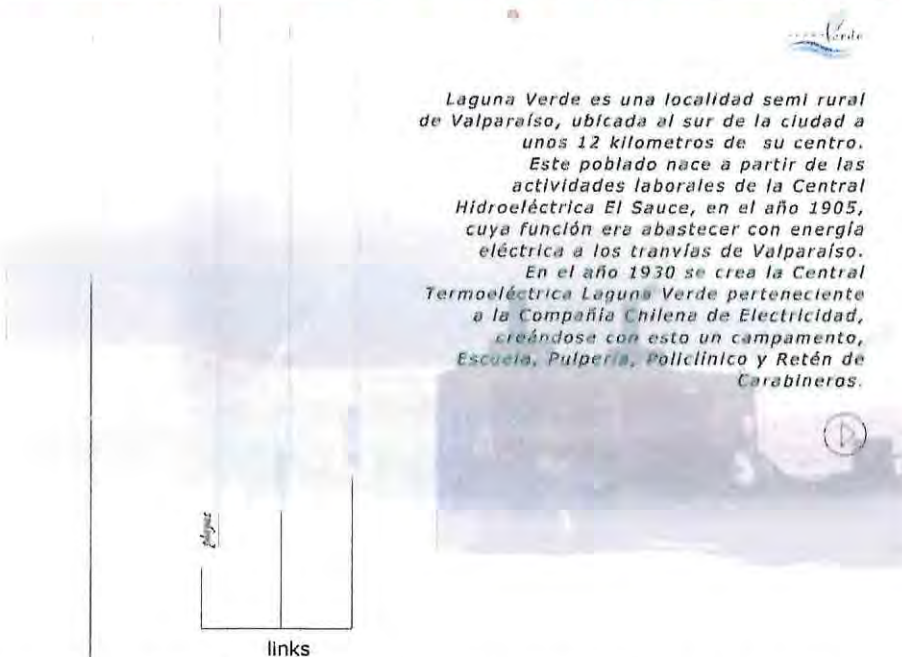 Verde
Laguna Verde es una localidad semi rural
de Valparaíso, ubicada al sur de la ciudad a
unos 12 kilometros de su centro.
Este poblado nace a partir de las
actividades laborales de la Central
Hidroeléctrica El Sauce, en el año 1905,
cuya función era abastecer con energía
eléctrica a los tranvías de Valparaíso.
En el año 1930 se crea la Central
Termoeléctrica Laguna Verde perteneciente
a la Compañía Chilena de Electricidad,
creándose con esto un campamento,
Escuela, Pulpería, Policlínico y Retén de
Carabineros.
playas
links